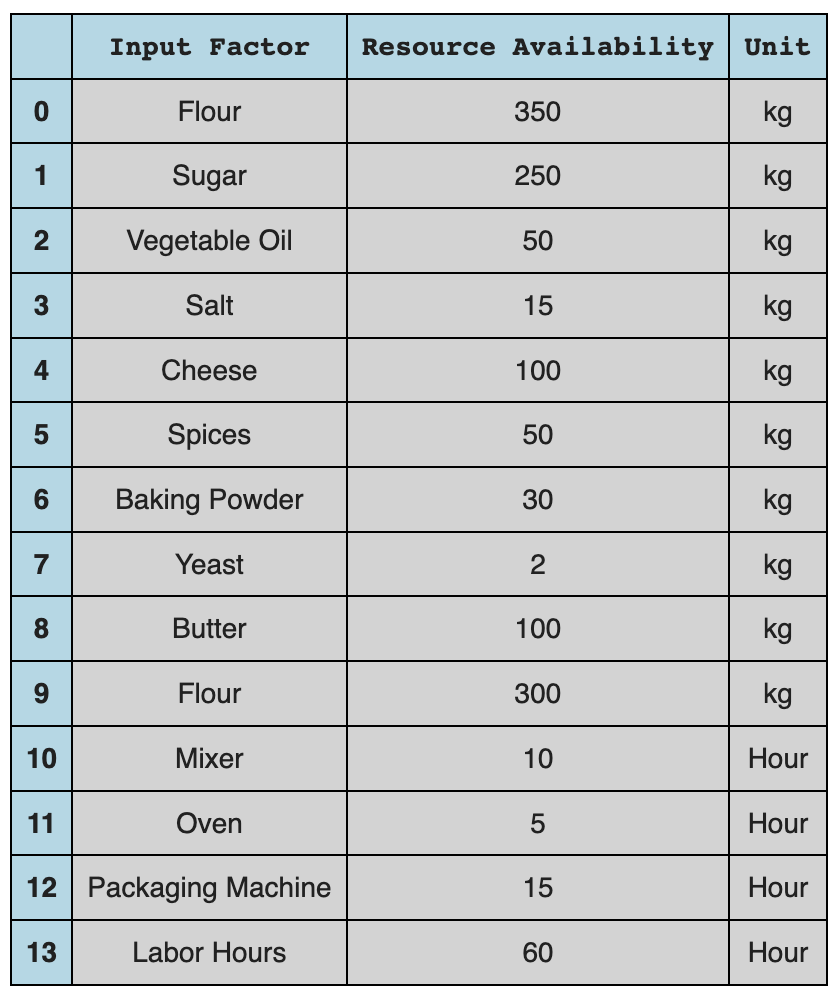 Input Factor Resource Availability Unit
0 Flour 350 kg
1 Sugar 250 kg
2 Vegetable Oil 50 kg
3 Salt 15 kg
4 Cheese 100 kg
5 Spices 50 kg
6 Baking Powder 30 kg
7 Yeast 2 kg
8 Butter 100 kg
9 Flour 300 kg
10 Mixer 10 Hour
11 Oven 5 Hour
12 Packaging Machine 15 Hour
13 Labor Hours 60 Hour